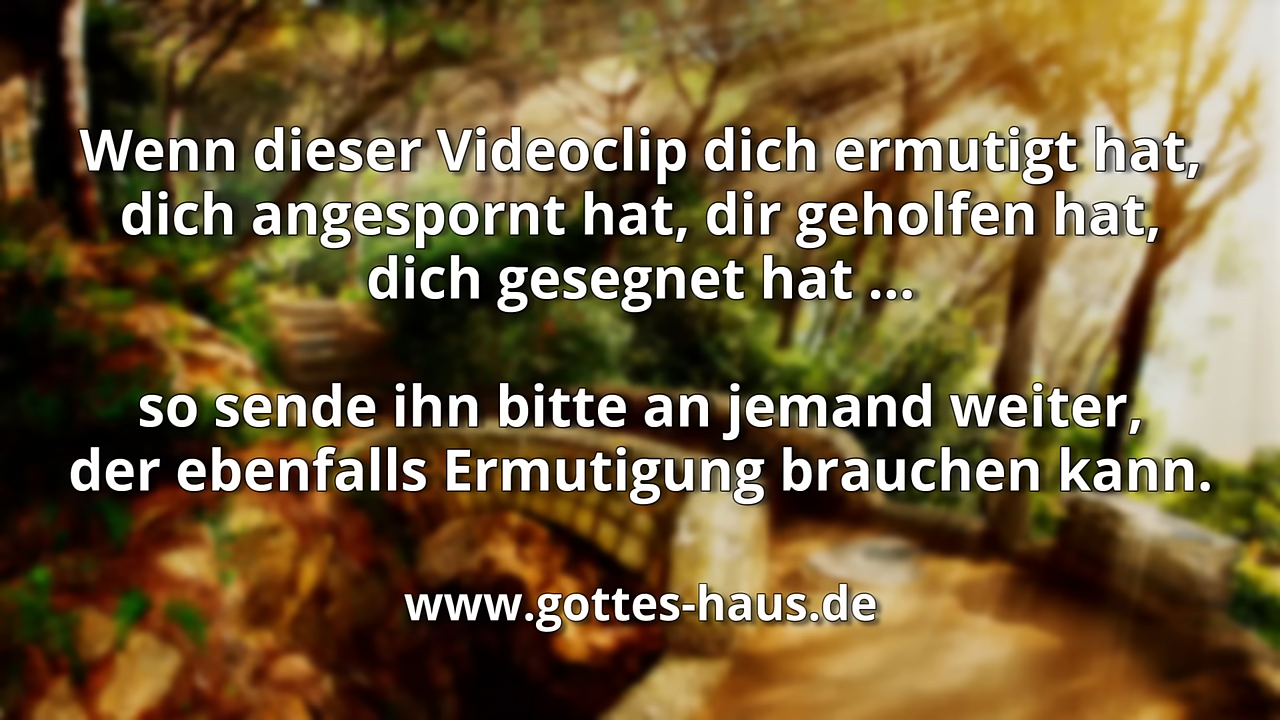 Wenn dieser Videoclip dich ermutigt hat,
dich angespornt hat, dir geholfen hat,
dich gesegnet hat ...
so sende ihn bitte an jemand weiter,
der ebenfalls Ermutigung brauchen kann.
www.gottes-haus.de